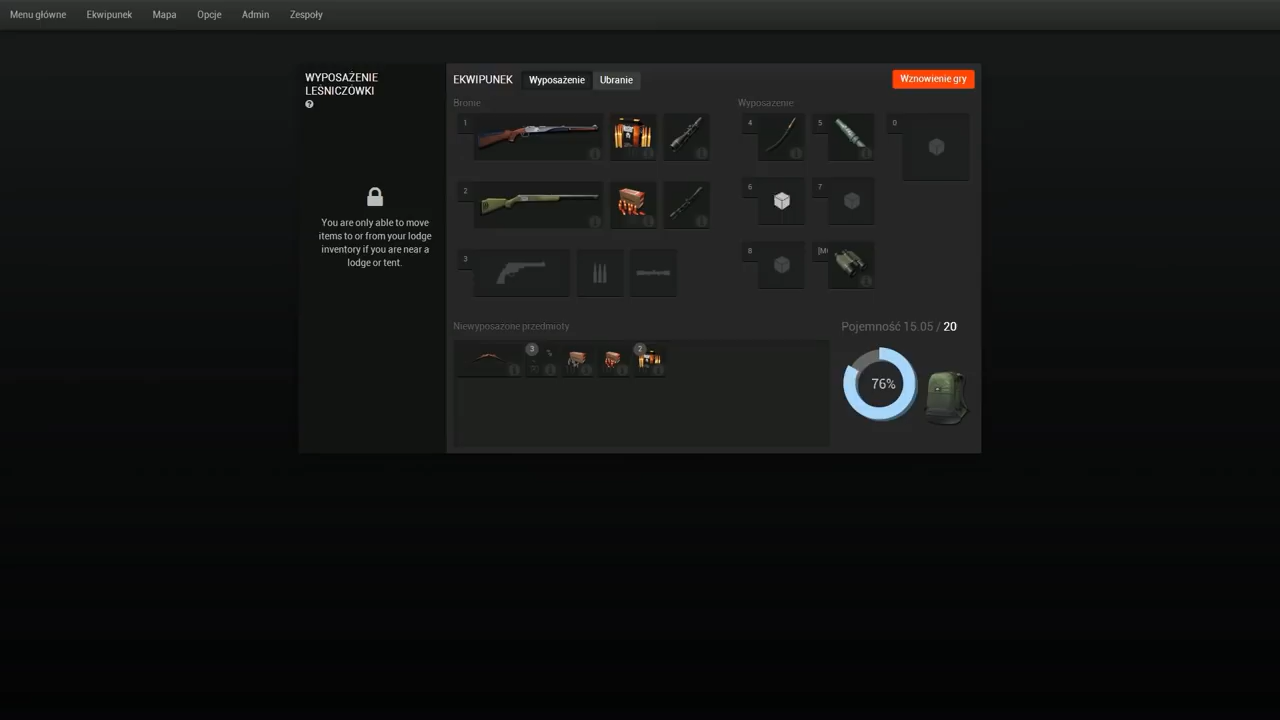 Menu główne Ekwipunek Mapa Opcje Admin Zespoły
WYPOSAŻENIE
LEŚNICZÓWKI
You are only able to move
items to or from your lodge
inventory if you are near a
lodge or tent.
EKWIPUNEK Wyposażenie Ubranie Wznowienie gry
Bronie
1
2
3
Wyposażenie
4 5 0
6 7
8
Niewyposażone przedmioty
3 2
Pojemność 15.05 / 20
76%